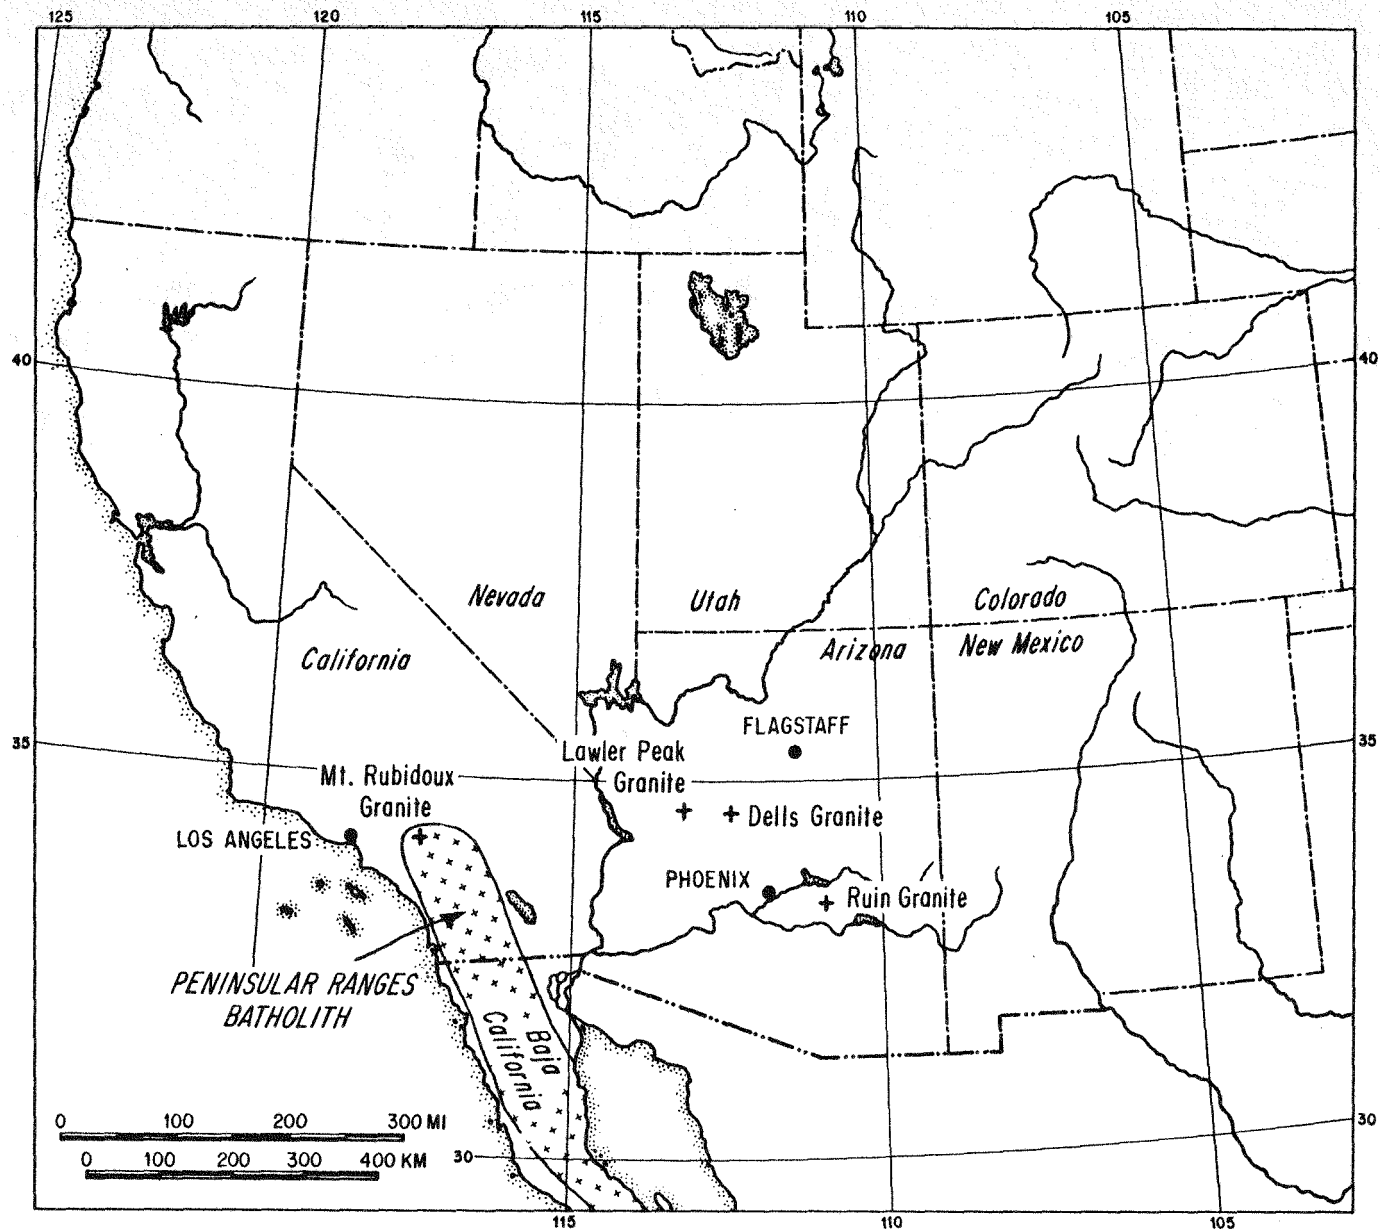 125 120 115 110 105
40 40
Nevada
Utah
Colorado
California
Arizona
New Mexico
FLAGSTAFF
35 35
Lawler Peak
Granite
Mt. Rubidoux
Granite
Dells Granite
LOS ANGELES
PHOENIX
Ruin Granite
PENINSULAR RANGES
BATHOLITH
Baja
California
0 100 200 300 MI
0 100 200 300 400 KM
30 30
115 110 105